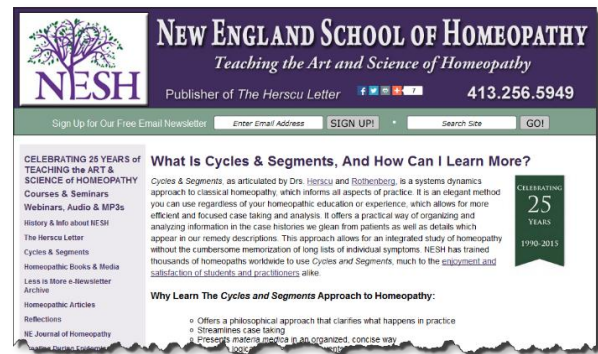 NEW ENGLAND SCHOOL OF HOMEOPATHY
Teaching the Art and Science of Homeopathy
NESH
Publisher of The Herscu Letter
7
413.256.5949
Sign Up for Our Free Email Newsletter
Enter Email Address
SIGN UP!
•
Search Site
GO!
CELEBRATING 25 YEARS of
TEACHING the ART &
SCIENCE of HOMEOPATHY
Courses & Seminars
Webinars, Audio & MP3s
History & Info about NESH
The Herscu Letter
Cycles & Segments
Homeopathic Books & Media
Less is More e-Newsletter
Archive
Homeopathic Articles
Reflections
NE Journal of Homeopathy
What Is Cycles & Segments, And How Can I Learn More?
Cycles & Segments, as articulated by Drs. Herscu and Rothenberg, is a systems dynamics
approach to classical homeopathy, which informs all aspects of practice. It is an elegant method
you can use regardless of your homeopathic education or experience, which allows for more
efficient and focused case taking and analysis. It offers a practical way of organizing and
analyzing information in the case histories we glean from patients as well as details which
appear in our remedy descriptions. This approach allows for an integrated study of homeopathy
without the cumbersome memorization of long lists of individual symptoms. NESH has trained
thousands of homeopaths worldwide to use Cycles and Segments, much to the enjoyment and
satisfaction of students and practitioners alike.
CELEBRATING
25
YEARS
1990-2015
Why Learn The Cycles and Segments Approach to Homeopathy:
Offers a philosophical approach that clarifies what happens in practice
Streamlines case taking
Presents materia medica in an organized, concise way